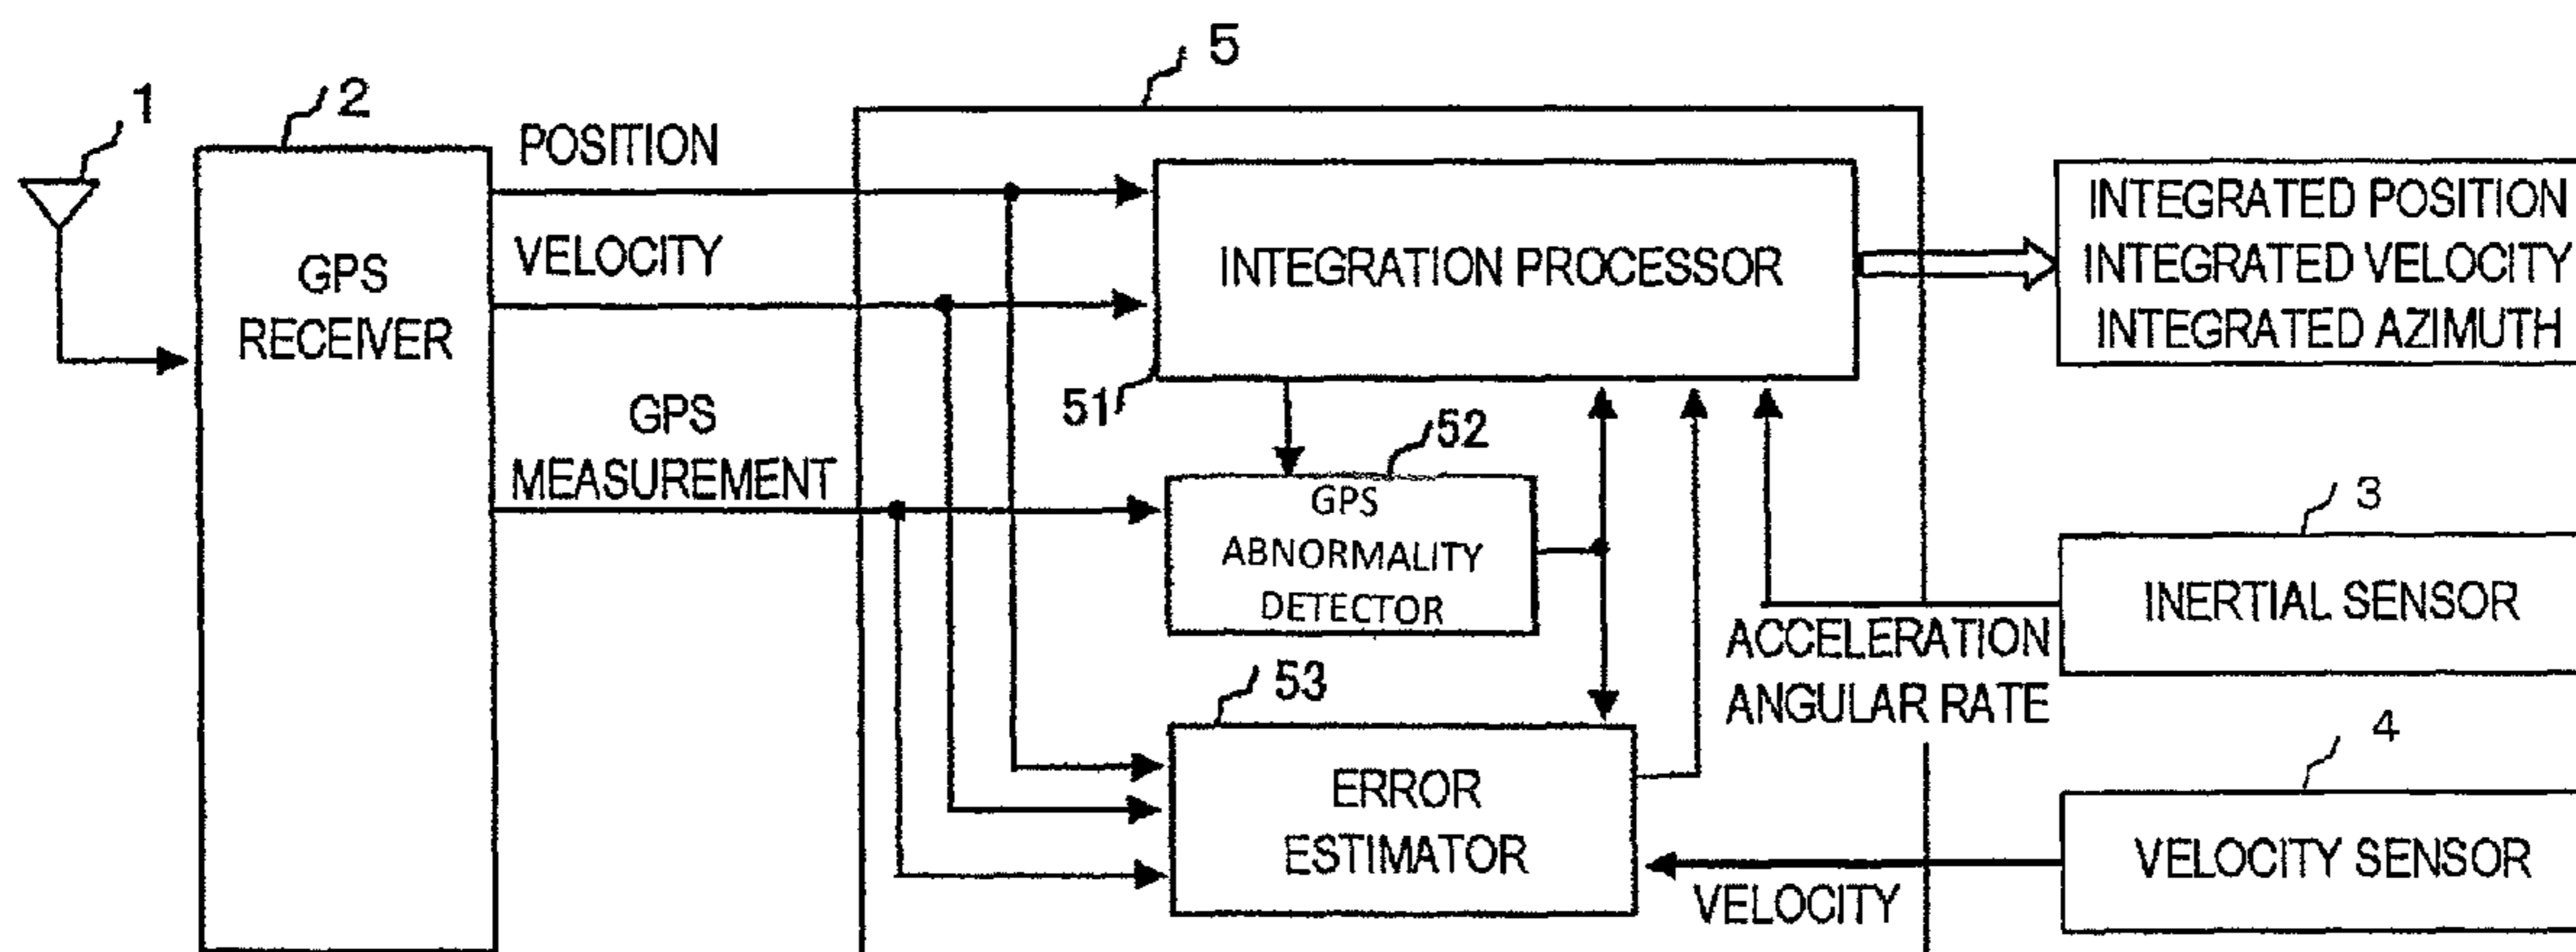 1
2
GPS
RECEIVER
POSITION
VELOCITY
GPS
MEASUREMENT
5
INTEGRATION PROCESSOR
51
52
GPS
ABNORMALITY
DETECTOR
53
ERROR
ESTIMATOR
INTEGRATED POSITION
INTEGRATED VELOCITY
INTEGRATED AZIMUTH
3
INERTIAL SENSOR
ACCELERATION
ANGULAR RATE
4
VELOCITY SENSOR
VELOCITY